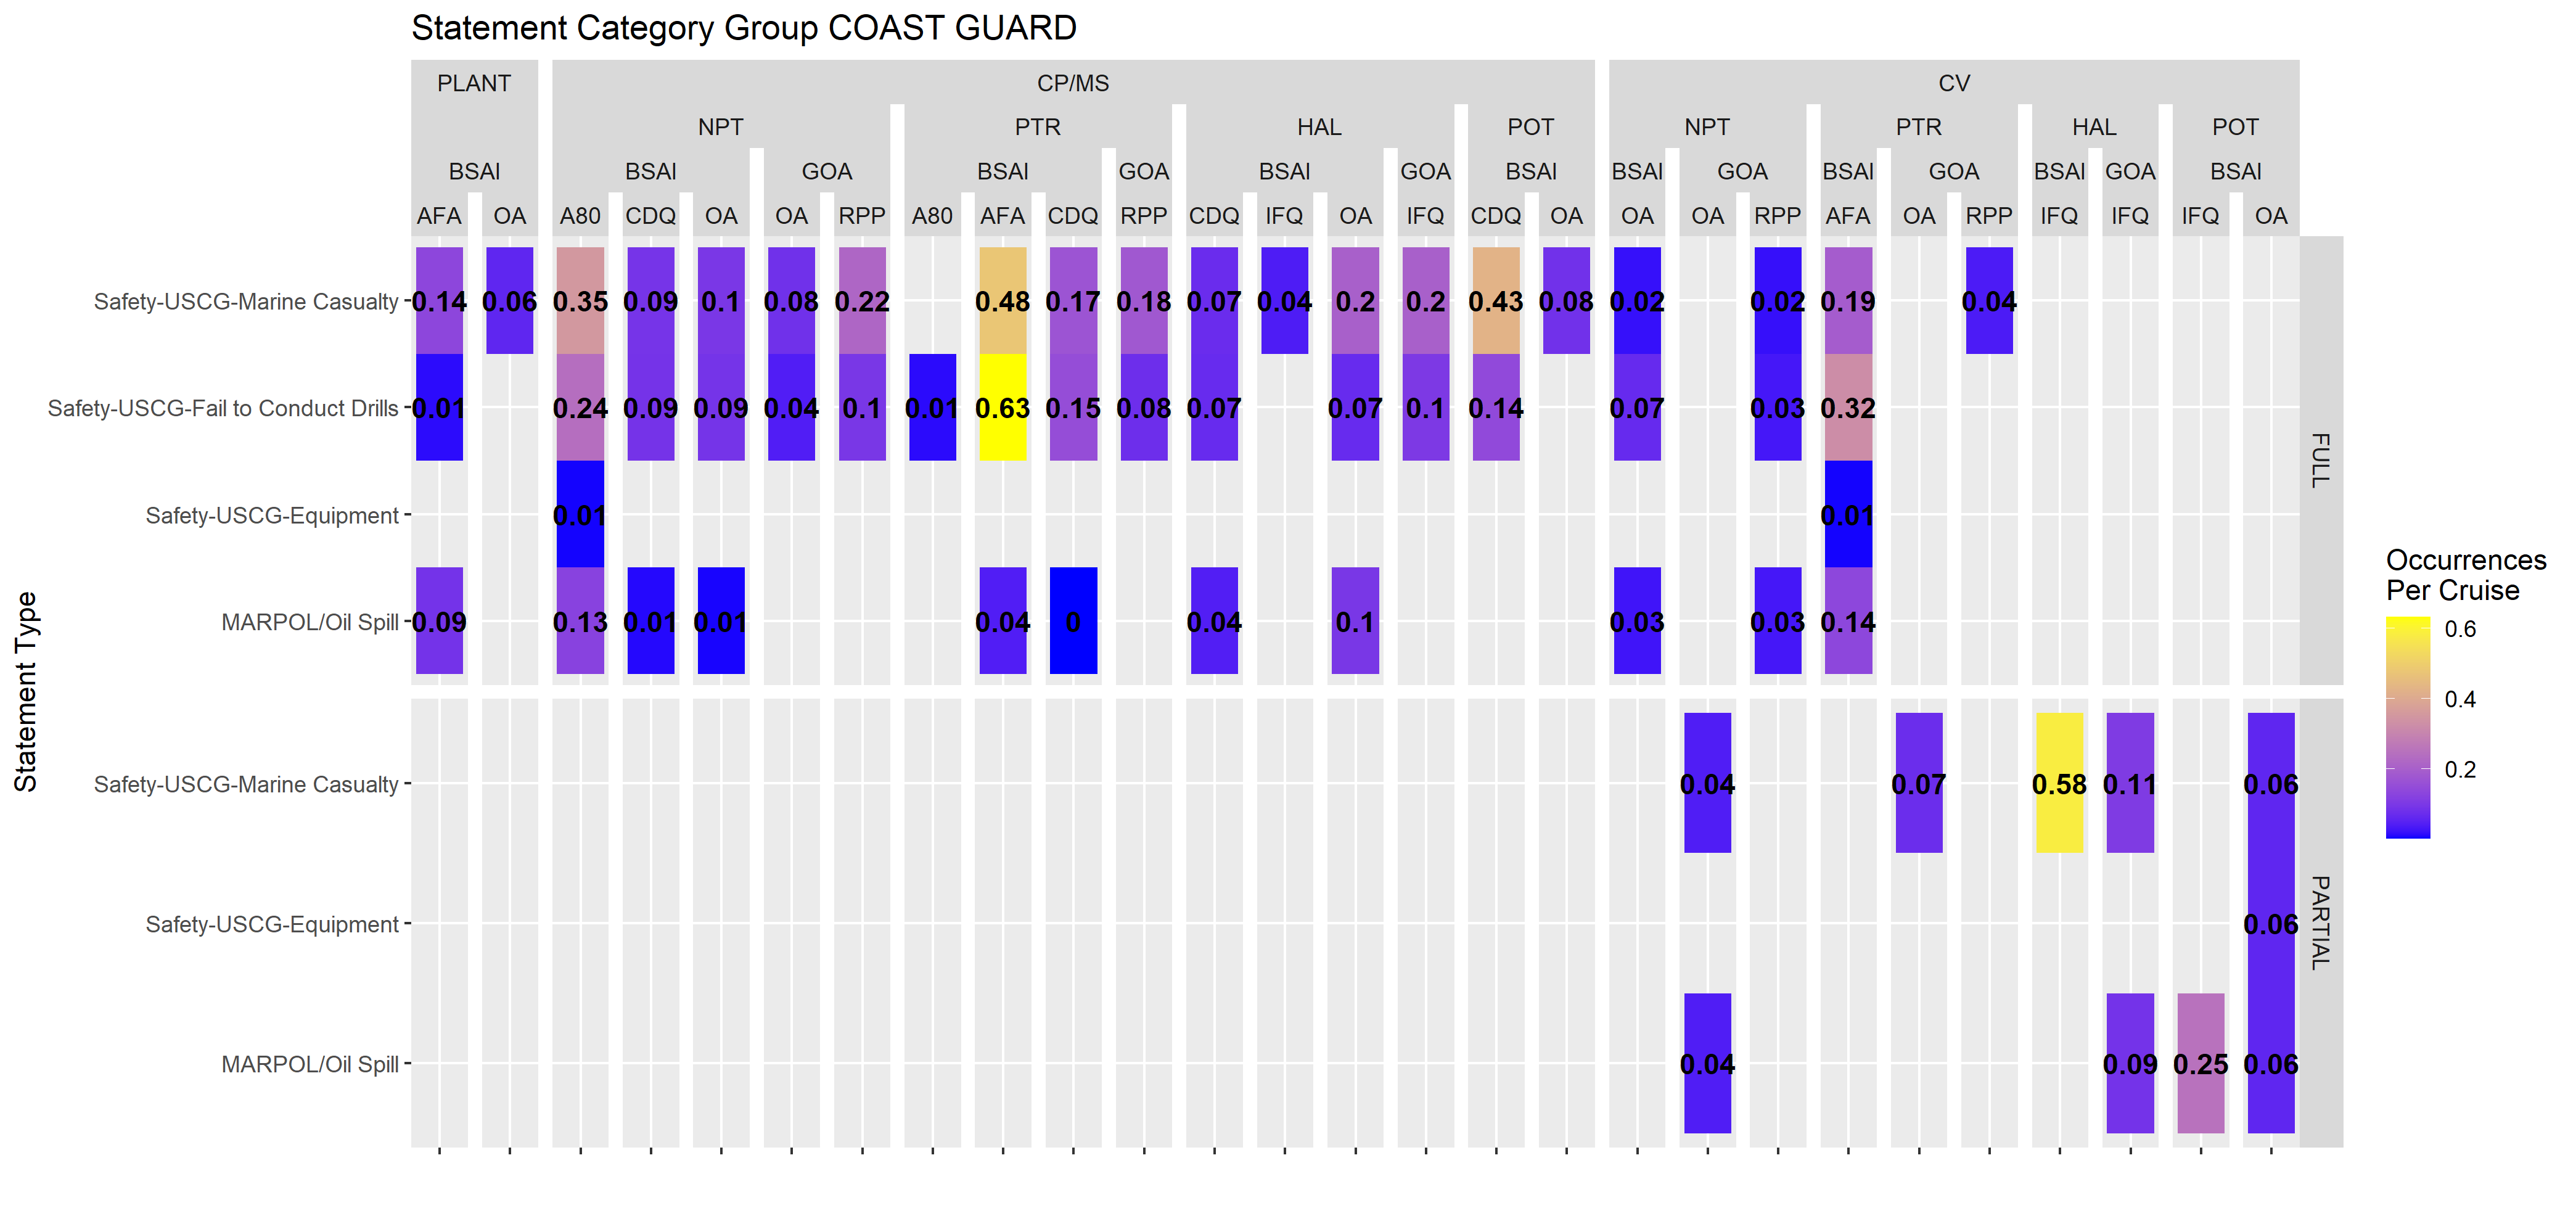 Statement Category Group COAST GUARD
PLANT CP/MS CV
NPT PTR HAL POT NPT PTR HAL POT
BSAI BSAI GOA BSAI GOA BSAI GOA BSAI BSAI GOA BSAI GOA BSAI GOA BSAI
AFA OA A80 CDQ OA OA RPP A80 AFA CDQ RPP CDQ IFQ OA IFQ CDQ OA OA OA RPP AFA OA RPP IFQ IFQ IFQ OA
Safety-USCG-Marine Casualty 0.14 0.06 0.35 0.09 0.1 0.08 0.22 0.48 0.17 0.18 0.07 0.04 0.2 0.2 0.43 0.08 0.02 0.02 0.19 0.04
Safety-USCG-Fail to Conduct Drills 0.01 0.24 0.09 0.09 0.04 0.1 0.01 0.63 0.15 0.08 0.07 0.07 0.1 0.14 0.07 0.03 0.32
Safety-USCG-Equipment 0.01 0.01
MARPOL/Oil Spill 0.09 0.13 0.01 0.01 0.04 0 0.04 0.1 0.03 0.03 0.14
FULL
Safety-USCG-Marine Casualty 0.04 0.07 0.58 0.11 0.06
Safety-USCG-Equipment 0.06
MARPOL/Oil Spill 0.04 0.09 0.25 0.06
PARTIAL
Statement Type
Occurrences
Per Cruise
0.6
0.4
0.2